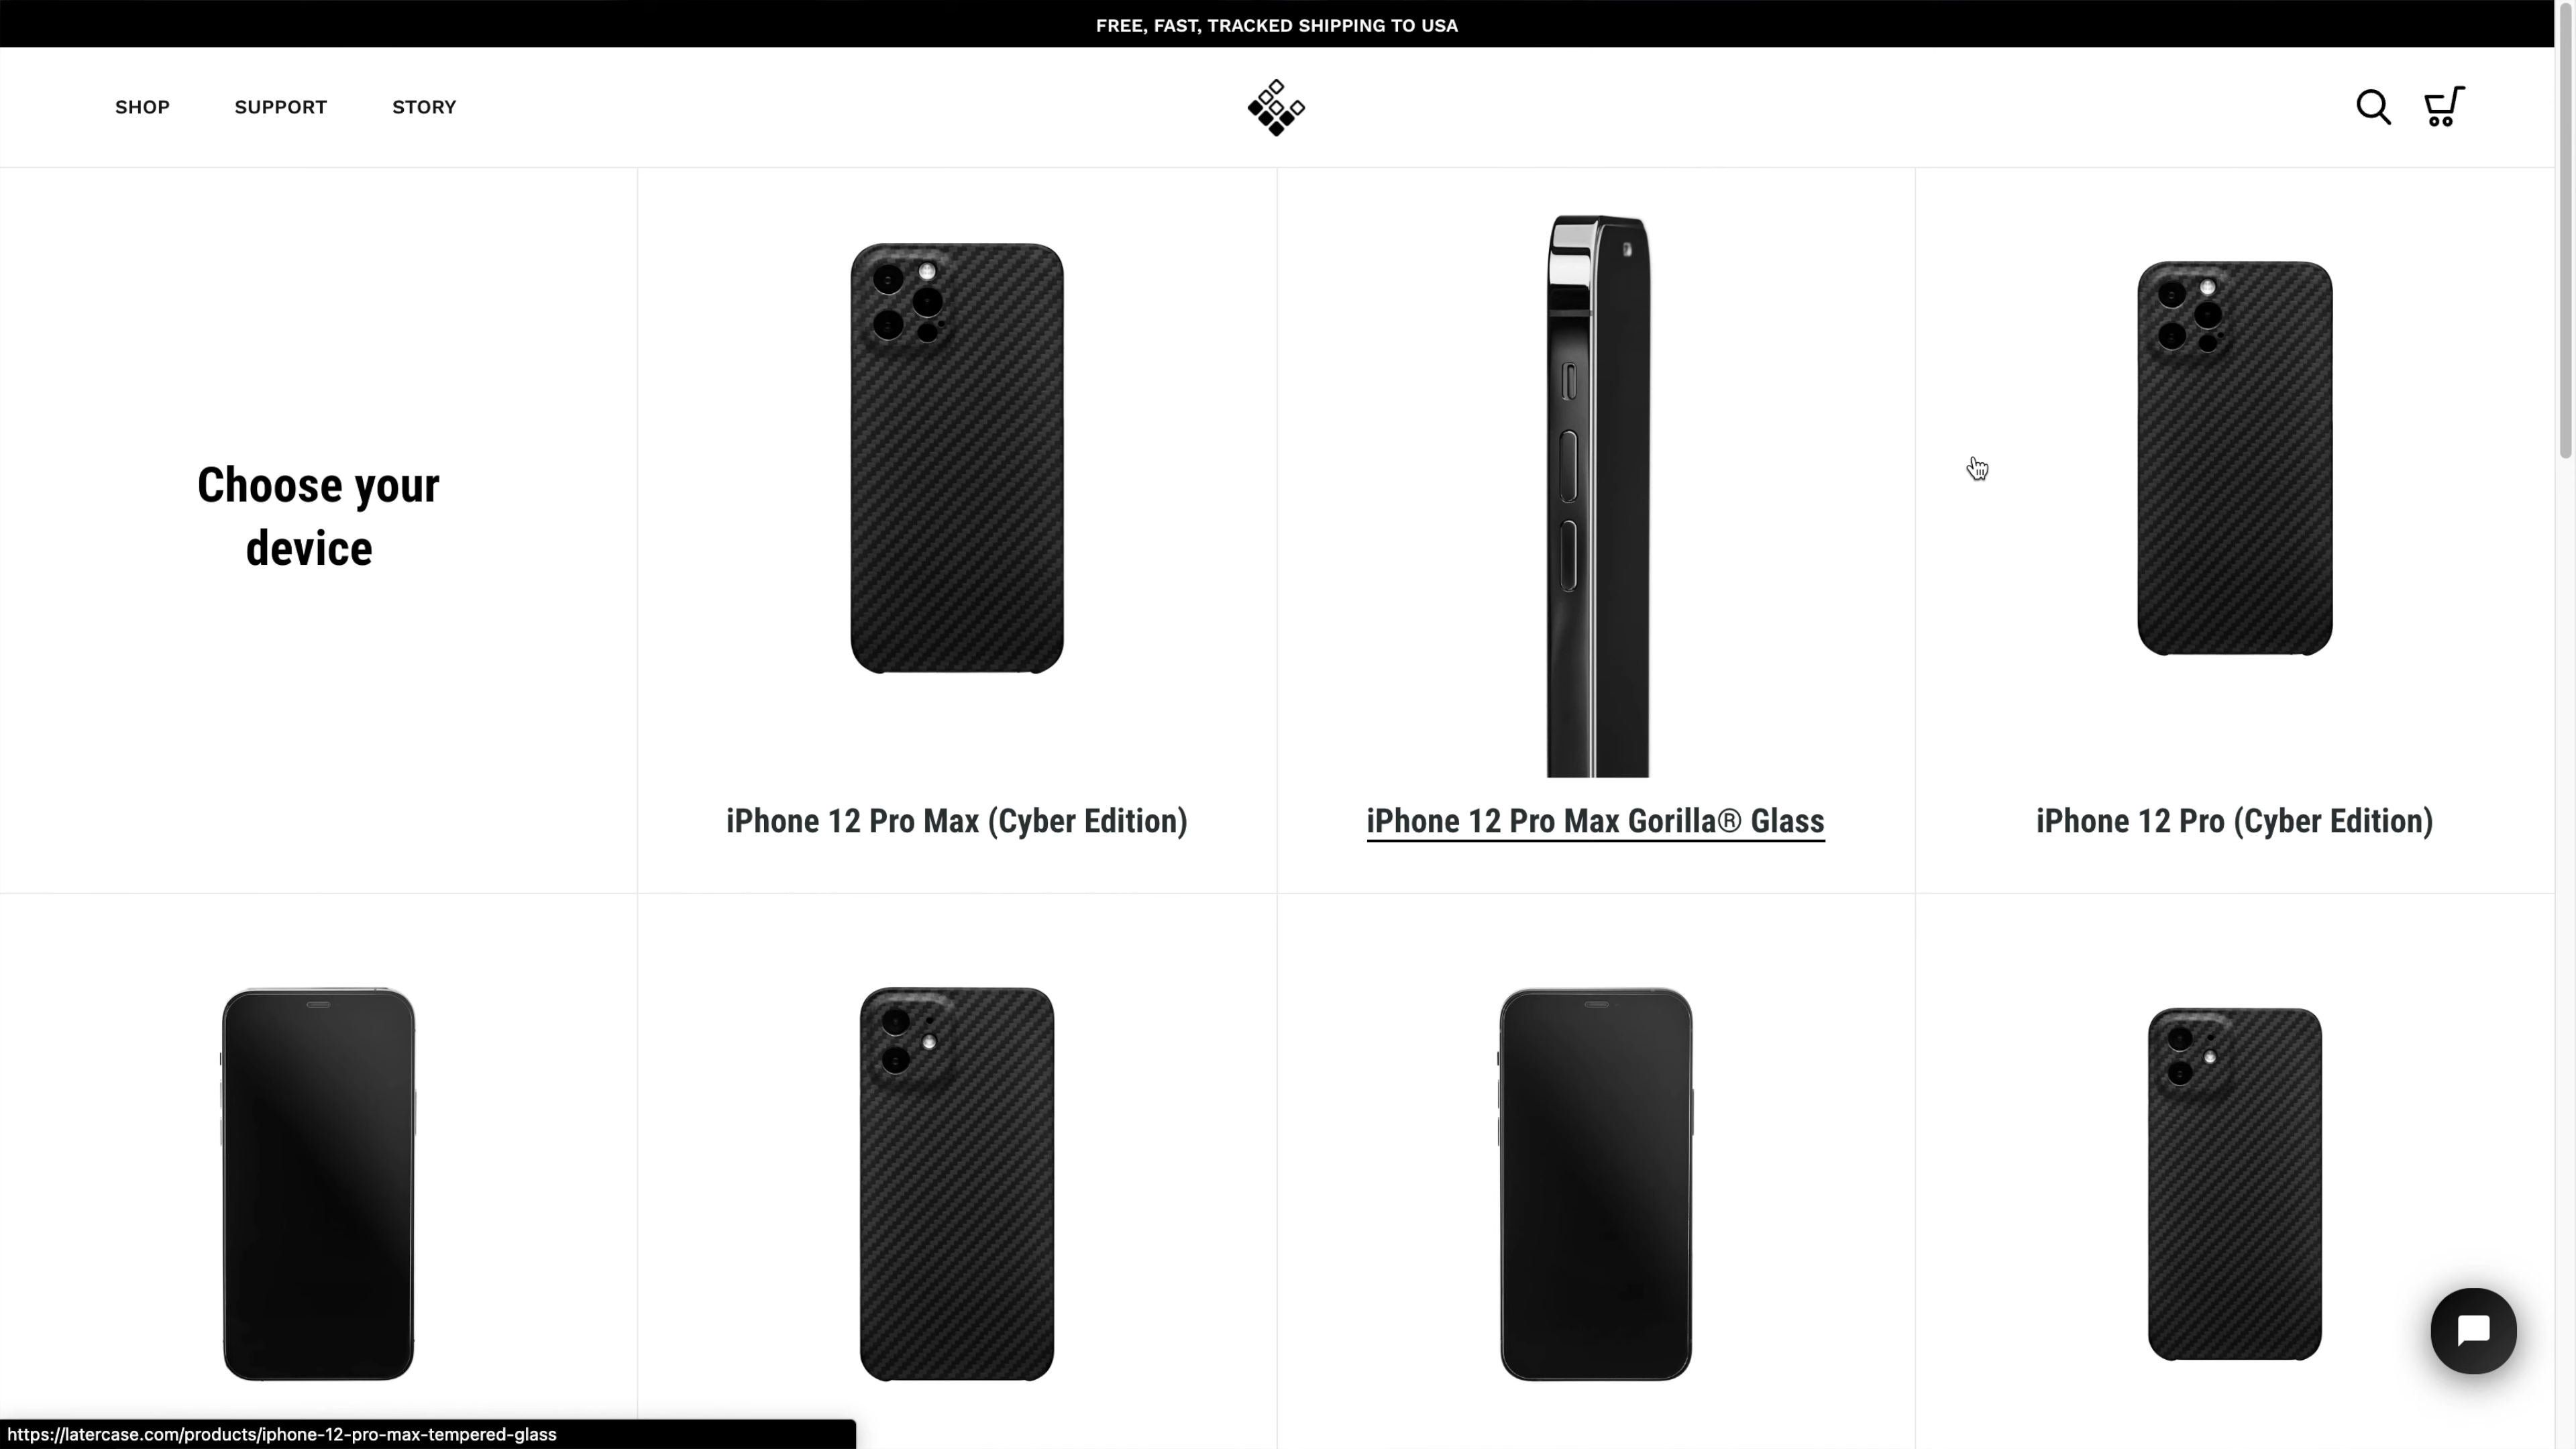 FREE, FAST, TRACKED SHIPPING TO USA
SHOP
SUPPORT
STORY
Choose your
device
iPhone 12 Pro Max (Cyber Edition)
iPhone 12 Pro Max Gorilla® Glass
iPhone 12 Pro (Cyber Edition)
https://latercase.com/products/iphone-12-pro-max-tempered-glass